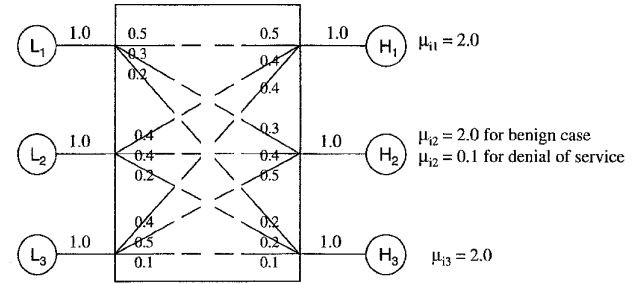 L1 1.0 0.5 0.5 1.0 H1 μi1 = 2.0
0.3 0.4
0.2 0.4
L2 1.0 0.4 0.3 1.0 H2 μi2 = 2.0 for benign case
0.4 0.4 μi2 = 0.1 for denial of service
0.2 0.5
L3 1.0 0.4 0.2 1.0 H3 μi3 = 2.0
0.5 0.2
0.1 0.1